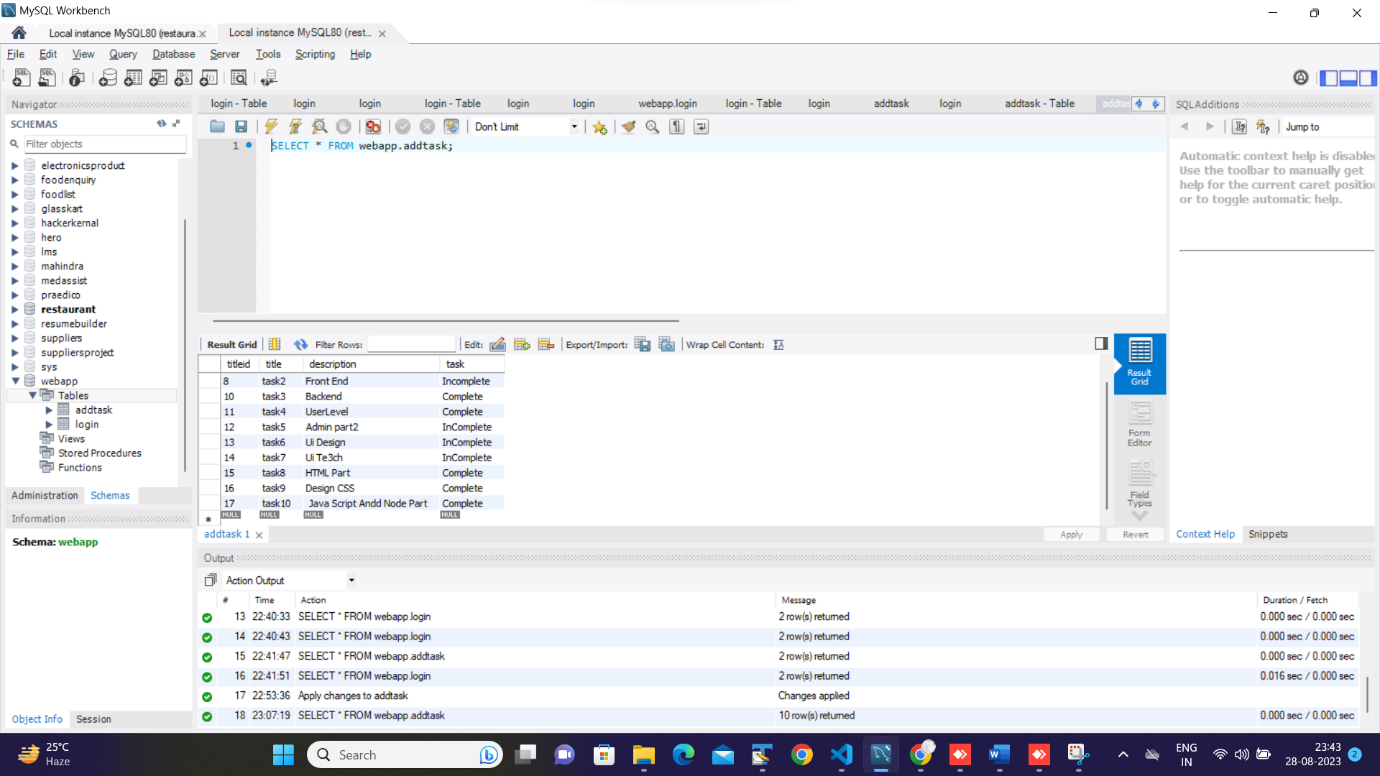 MySQL Workbench
Local instance MySQL80 (restaura.. Local instance MySQL80 (rest...
File Edit View Query Database Server Tools Scripting Help
Navigator
SCHEMAS
Filter objects
electronicsproduct
foodenquiry
foodlist
glasskart
hackerkernal
hero
lms
mahindra
medassist
praedico
restaurant
resumebuilder
suppliers
suppliersproject
sys
webapp
Tables
addtask
login
Views
Stored Procedures
Functions
Administration Schemas
Information
Schema: webapp
Object Info Session
login - Table login login login - Table login login webapp.login login - Table login addtask login addtask - Table addtas
Don't Limit
1 SELECT * FROM webapp.addtask;
Result Grid Filter Rows: Edit: Export/Import: Wrap Cell Content:
titleid title description task
8 task2 Front End Incomplete
10 task3 Backend Complete
11 task4 UserLevel Complete
12 task5 Admin part2 InComplete
13 task6 Ui Design InComplete
14 task7 Ui Te3ch InComplete
15 task8 HTML Part Complete
16 task9 Design CSS Complete
17 task10 Java Script Andd Node Part Complete
NULL NULL NULL NULL
Result Grid
Form Editor
Field Types
addtask 1 Apply Revert
SQLAdditions
Jump to
Automatic context help is disable
Use the toolbar to manually get
help for the current caret positio
or to toggle automatic help.
Context Help Snippets
Output
Action Output
# Time Action Message Duration / Fetch
13 22:40:33 SELECT * FROM webapp.login 2 row(s) returned 0.000 sec / 0.000 sec
14 22:40:43 SELECT * FROM webapp.login 2 row(s) returned 0.000 sec / 0.000 sec
15 22:41:47 SELECT * FROM webapp.addtask 2 row(s) returned 0.000 sec / 0.000 sec
16 22:41:51 SELECT * FROM webapp.login 2 row(s) returned 0.016 sec / 0.000 sec
17 22:53:36 Apply changes to addtask Changes applied
18 23:07:19 SELECT * FROM webapp.addtask 10 row(s) returned 0.000 sec / 0.000 sec
25°C
Haze
Search
ENG
IN
23:43
28-08-2023
2